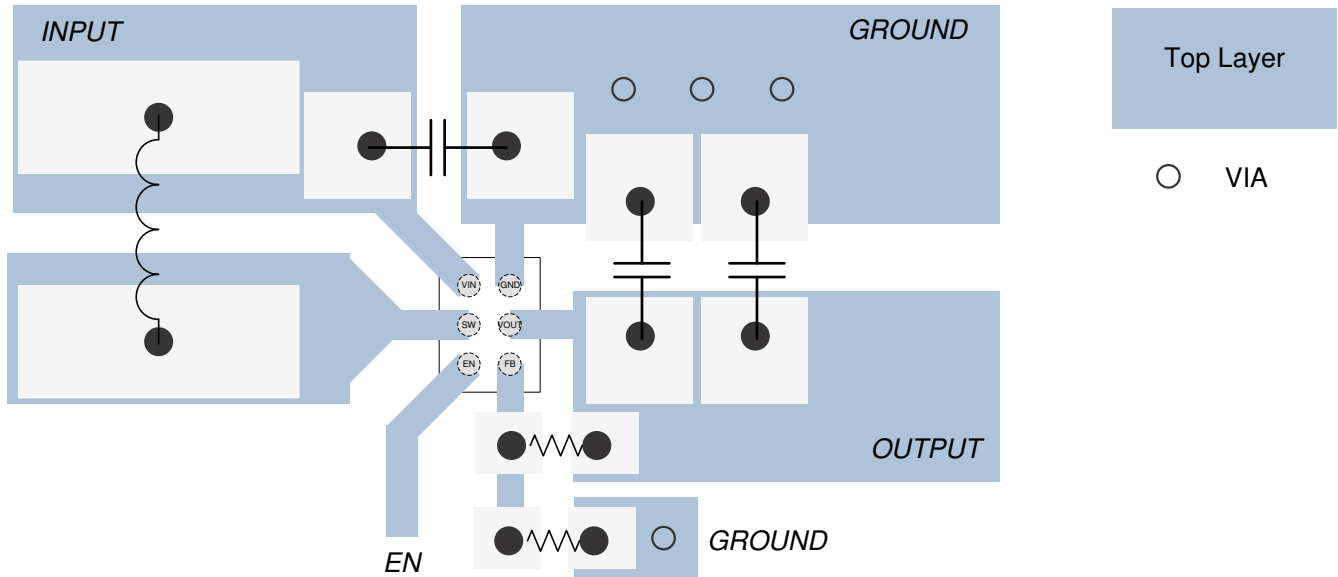 INPUT
GROUND
Top Layer
VIA
VIN
GND
SW
VOUT
EN
FB
OUTPUT
GROUND
EN